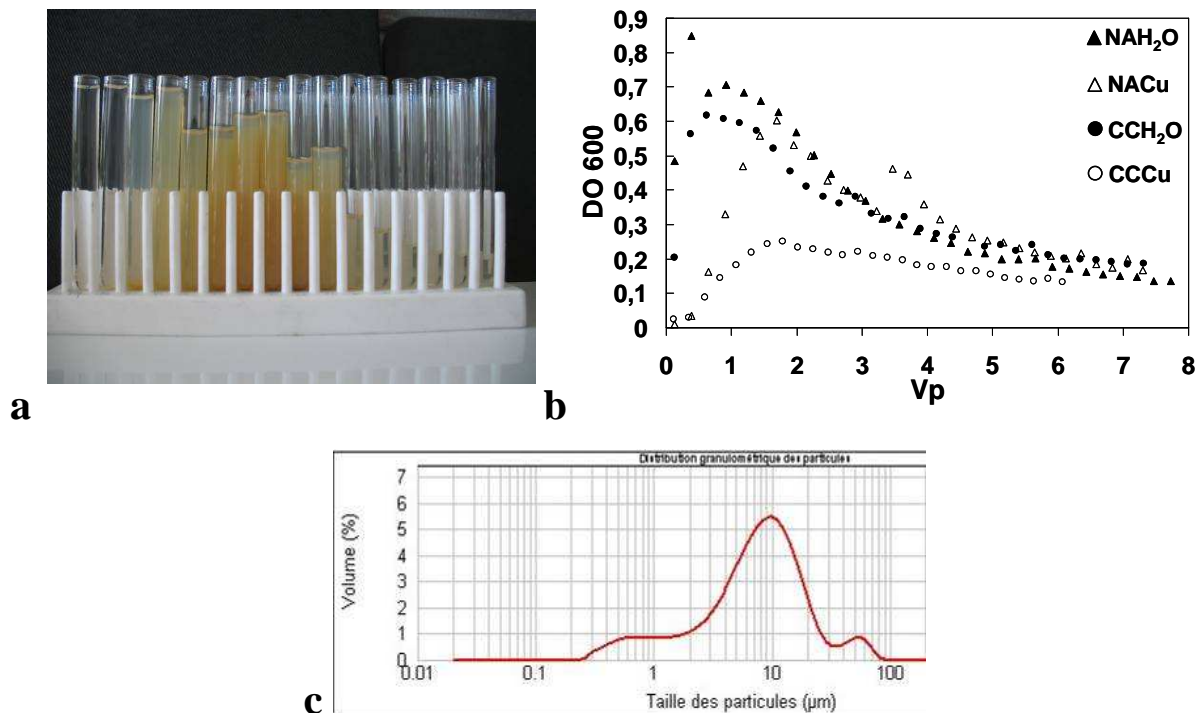 0,9
0,8
0,7
0,6
0,5
0,4
0,3
0,2
0,1
0
DO 600
0 1 2 3 4 5 6 7 8
Vp
NAH₂O
NACu
CCH₂O
CCCu
a
b
Distribution granulométrique des particules
7
6
5
4
3
2
1
0
Volume (%)
0.01 0.1 1 10 100
Taille des particules (µm)
c